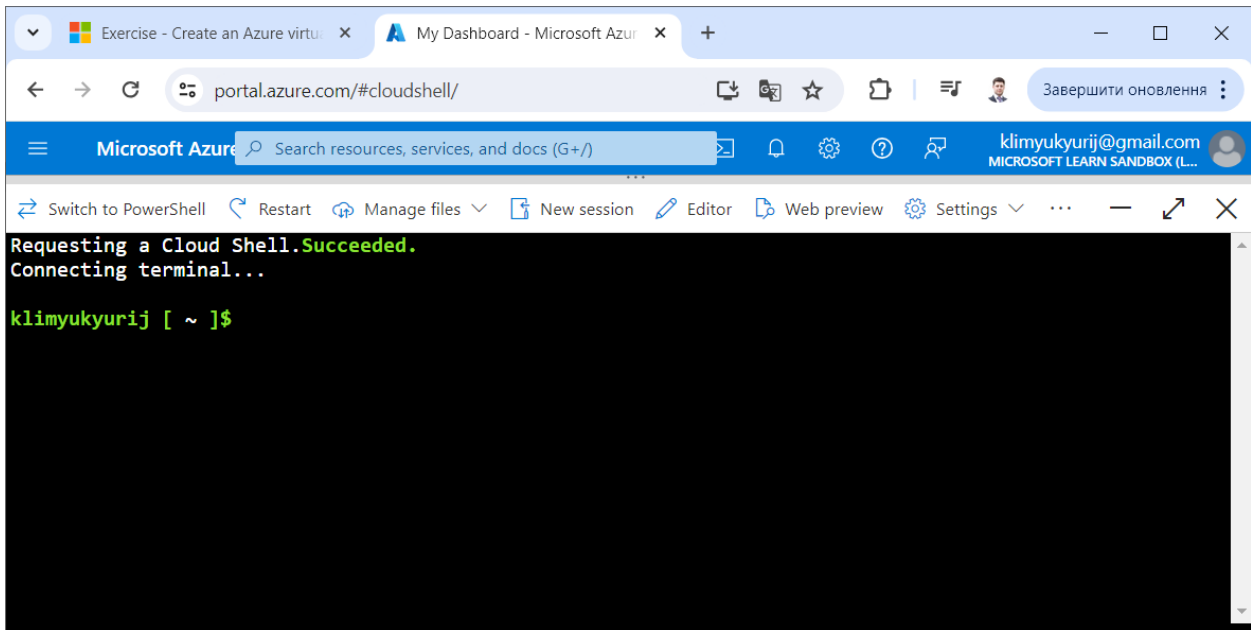 Exercise - Create an Azure virtu
My Dashboard - Microsoft Azur
portal.azure.com/#cloudshell/
Завершити оновлення
Microsoft Azure
Search resources, services, and docs (G+/)
klimyukyurij@gmail.com
MICROSOFT LEARN SANDBOX (L...
Switch to PowerShell Restart Manage files New session Editor Web preview Settings ...
Requesting a Cloud Shell.Succeeded.
Connecting terminal...
klimyukyurij [ ~ ]$